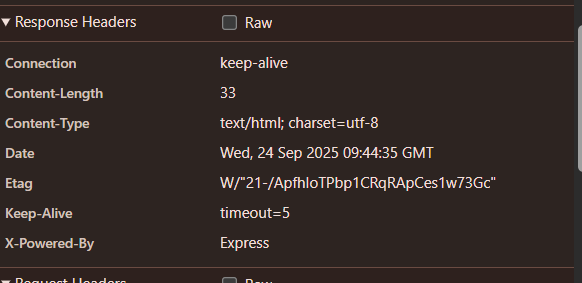 ▼ Response Headers Raw
Connection keep-alive
Content-Length 33
Content-Type text/html; charset=utf-8
Date Wed, 24 Sep 2025 09:44:35 GMT
Etag W/"21-/ApfhIoTPbp1CRqRApCes1w73Gc"
Keep-Alive timeout=5
X-Powered-By Express
▼ Request Headers Raw